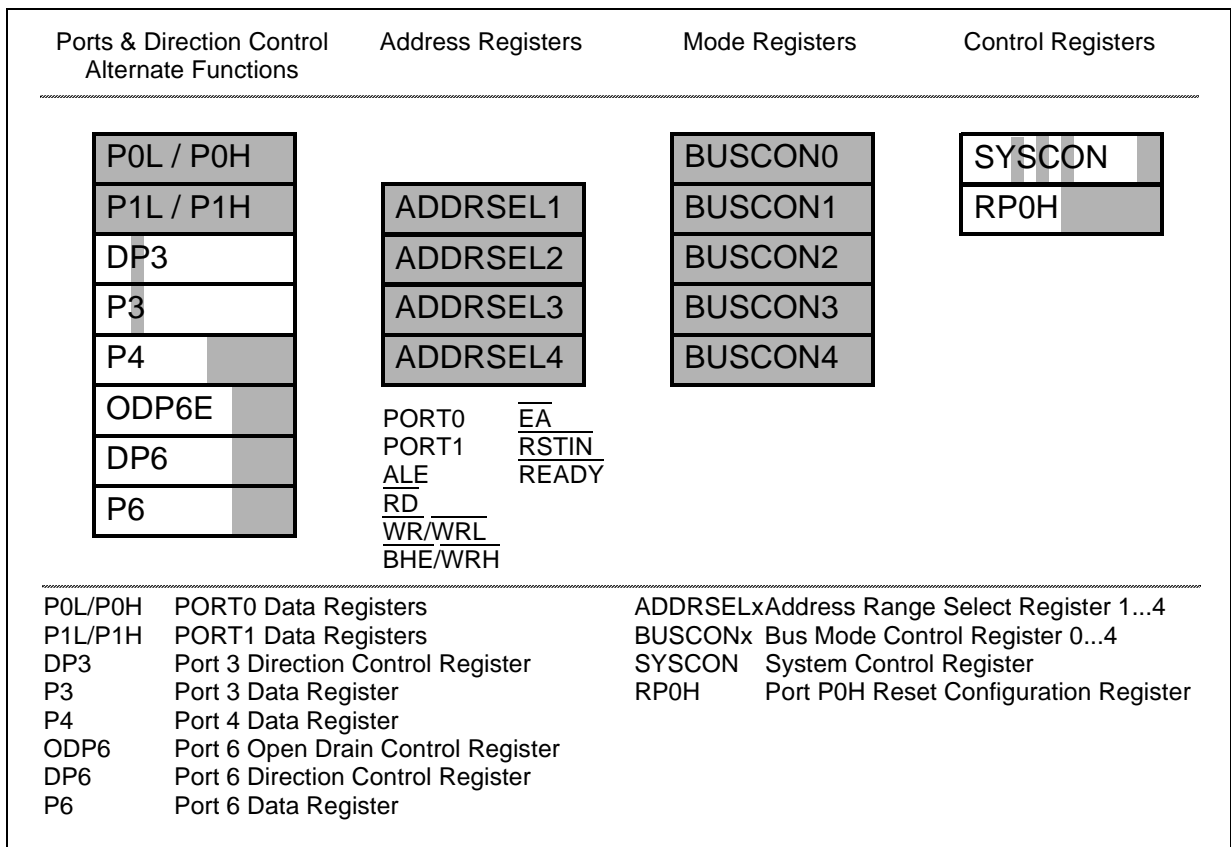 Ports & Direction Control
Alternate Functions
Address Registers
Mode Registers
Control Registers
P0L / P0H
P1L / P1H
DP3
P3
P4
ODP6E
DP6
P6
ADDRSEL1
ADDRSEL2
ADDRSEL3
ADDRSEL4
PORT0 EA
PORT1 RSTIN
ALE READY
RD
WR/WRL
BHE/WRH
BUSCON0
BUSCON1
BUSCON2
BUSCON3
BUSCON4
SYSCON
RP0H
P0L/P0H PORT0 Data Registers
P1L/P1H PORT1 Data Registers
DP3 Port 3 Direction Control Register
P3 Port 3 Data Register
P4 Port 4 Data Register
ODP6 Port 6 Open Drain Control Register
DP6 Port 6 Direction Control Register
P6 Port 6 Data Register
ADDRSELxAddress Range Select Register 1...4
BUSCONx Bus Mode Control Register 0...4
SYSCON System Control Register
RP0H Port P0H Reset Configuration Register